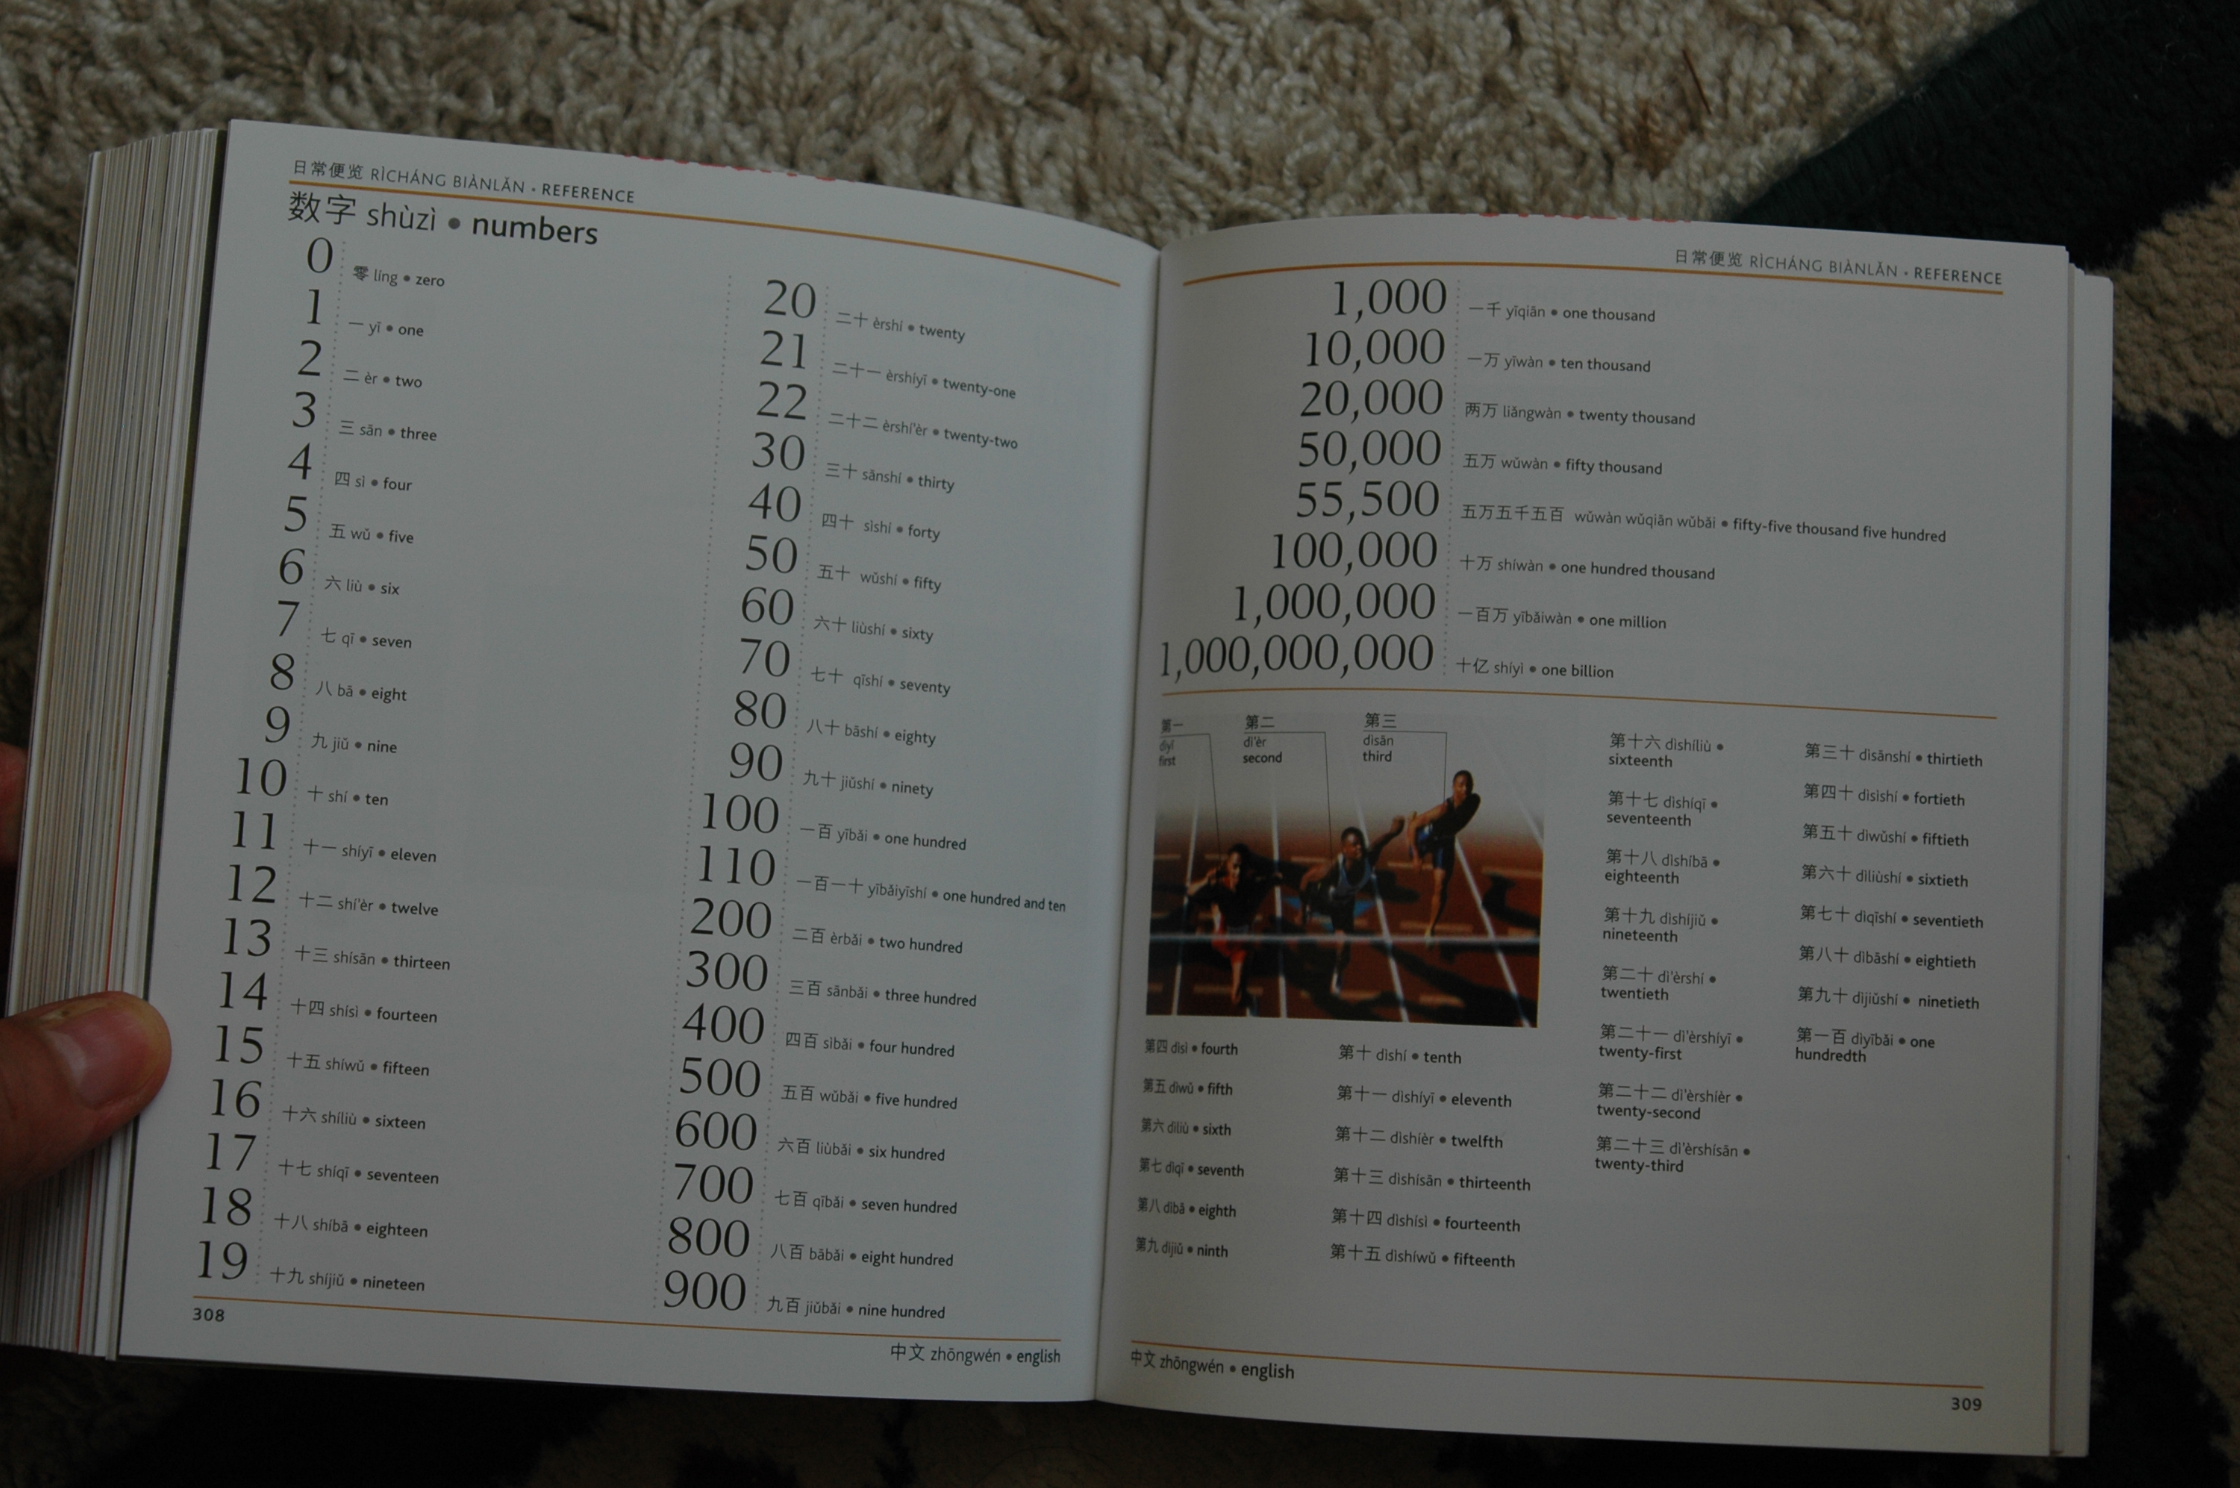 日常便览 RÌCHÁNG BIÀNLǍN • REFERENCE
数字 shùzì • numbers
0 零 líng • zero
1 一 yī • one
2 二 èr • two
3 三 sān • three
4 四 sì • four
5 五 wǔ • five
6 六 liù • six
7 七 qī • seven
8 八 bā • eight
9 九 jiǔ • nine
10 十 shí • ten
11 十一 shíyī • eleven
12 十二 shí'èr • twelve
13 十三 shísān • thirteen
14 十四 shísì • fourteen
15 十五 shíwǔ • fifteen
16 十六 shíliù • sixteen
17 十七 shíqī • seventeen
18 十八 shíbā • eighteen
19 十九 shíjiǔ • nineteen
20 二十 èrshí • twenty
21 二十一 èrshíyī • twenty-one
22 二十二 èrshí'èr • twenty-two
30 三十 sānshí • thirty
40 四十 sìshí • forty
50 五十 wǔshí • fifty
60 六十 liùshí • sixty
70 七十 qīshí • seventy
80 八十 bāshí • eighty
90 九十 jiǔshí • ninety
100 一百 yībǎi • one hundred
110 一百一十 yībǎiyīshí • one hundred and ten
200 二百 èrbǎi • two hundred
300 三百 sānbǎi • three hundred
400 四百 sìbǎi • four hundred
500 五百 wǔbǎi • five hundred
600 六百 liùbǎi • six hundred
700 七百 qībǎi • seven hundred
800 八百 bābǎi • eight hundred
900 九百 jiǔbǎi • nine hundred
308
中文 zhōngwén • english
日常便览 RÌCHÁNG BIÀNLǍN • REFERENCE
1,000 一千 yīqiān • one thousand
10,000 一万 yīwàn • ten thousand
20,000 两万 liǎngwàn • twenty thousand
50,000 五万 wǔwàn • fifty thousand
55,500 五万五千五百 wǔwàn wǔqiān wǔbǎi • fifty-five thousand five hundred
100,000 十万 shíwàn • one hundred thousand
1,000,000 一百万 yībǎiwàn • one million
1,000,000,000 十亿 shíyì • one billion
第一
dìyī
first
第二
dì'èr
second
第三
dìsān
third
第四 dìsì • fourth
第五 dìwǔ • fifth
第六 dìliù • sixth
第七 dìqī • seventh
第八 dìbā • eighth
第九 dìjiǔ • ninth
第十 dìshí • tenth
第十一 dìshíyī • eleventh
第十二 dìshíèr • twelfth
第十三 dìshísān • thirteenth
第十四 dìshísì • fourteenth
第十五 dìshíwǔ • fifteenth
第十六 dìshíliù •
sixteenth
第十七 dìshíqī •
seventeenth
第十八 dìshíbā •
eighteenth
第十九 dìshíjiǔ •
nineteenth
第二十 dì'èrshí •
twentieth
第二十一 dì'èrshíyī •
twenty-first
第二十二 dì'èrshíèr •
twenty-second
第二十三 dì'èrshísān •
twenty-third
第三十 dìsānshí • thirtieth
第四十 dìsìshí • fortieth
第五十 dìwǔshí • fiftieth
第六十 dìliùshí • sixtieth
第七十 dìqīshí • seventieth
第八十 dìbāshí • eightieth
第九十 dìjiǔshí • ninetieth
第一百 dìyībǎi • one
hundredth
中文 zhōngwén • english
309